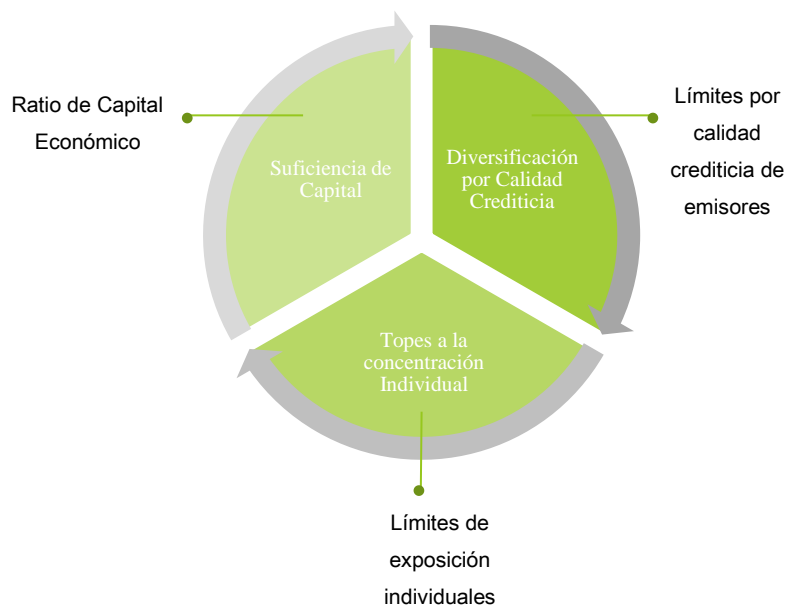 Ratio de Capital
Económico
Suficiencia de
Capital
Diversificación
por Calidad
Crediticia
Límites por
calidad
crediticia de
emisores
Topes a la
concentración
Individual
Límites de
exposición
individuales